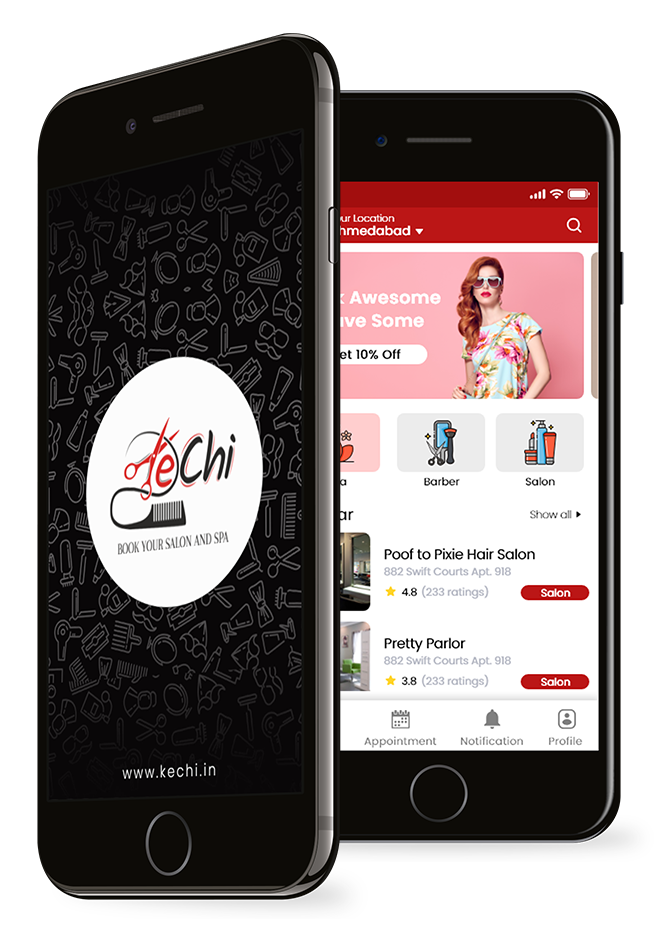 keChi
BOOK YOUR SALON AND SPA
www.kechi.in
our Location
hmedabad
k Awesome
ave Some
et 10% Off
a
Barber
Salon
ar
Show all
Poof to Pixie Hair Salon
882 Swift Courts Apt. 918
4.8 (233 ratings)
Salon
Pretty Parlor
882 Swift Courts Apt. 918
3.8 (233 ratings)
Salon
Appointment
Notification
Profile